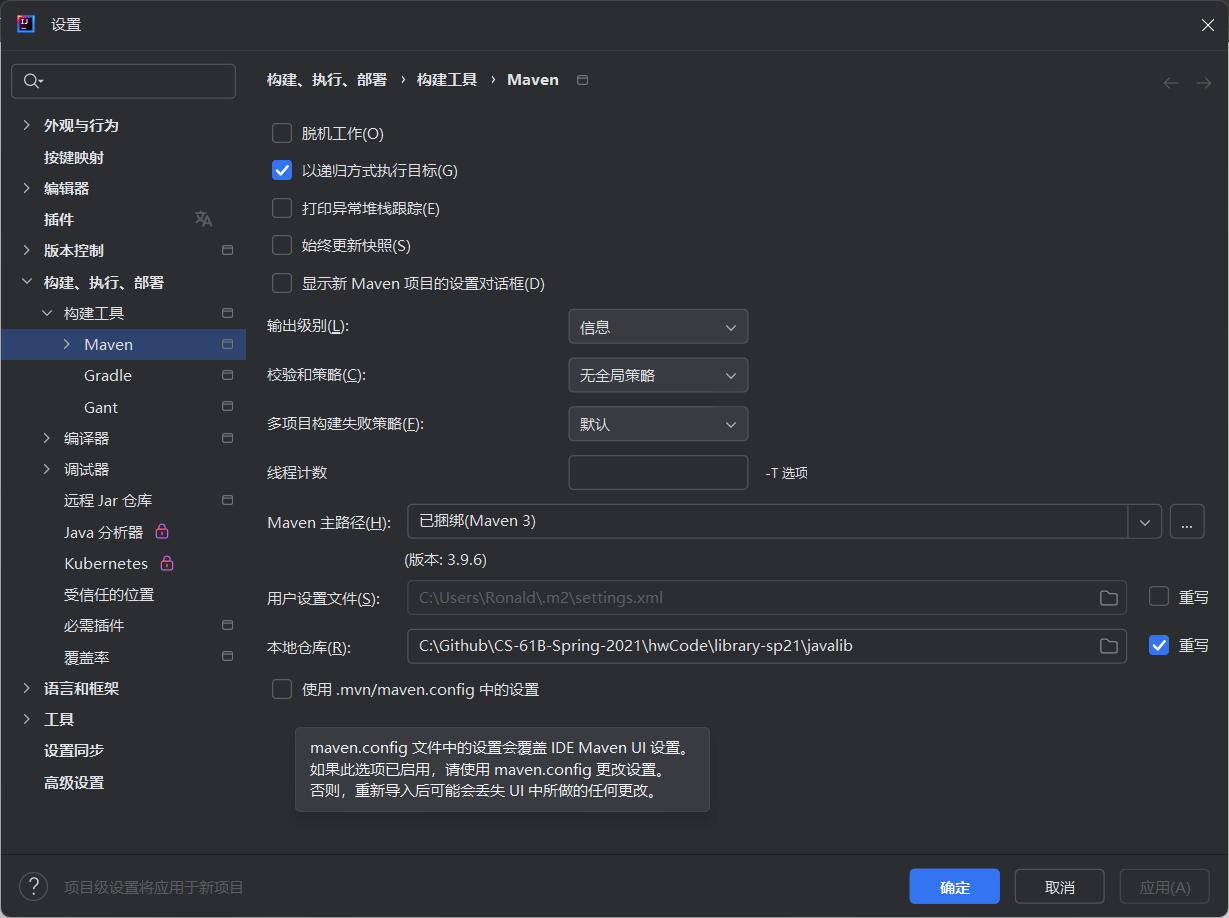 设置
构建、执行、部署 › 构建工具 › Maven
外观与行为
按键映射
编辑器
插件
版本控制
构建、执行、部署
构建工具
Maven
Gradle
Gant
编译器
调试器
远程 Jar 仓库
Java 分析器
Kubernetes
受信任的位置
必需插件
覆盖率
语言和框架
工具
设置同步
高级设置
脱机工作(O)
以递归方式执行目标(G)
打印异常堆栈跟踪(E)
始终更新快照(S)
显示新 Maven 项目的设置对话框(D)
输出级别(L): 信息
校验和策略(C): 无全局策略
多项目构建失败策略(F): 默认
线程计数 -T 选项
Maven 主路径(H): 已捆绑(Maven 3) ...
(版本: 3.9.6)
用户设置文件(S): C:\Users\Ronald\.m2\settings.xml 重写
本地仓库(R): C:\Github\CS-61B-Spring-2021\hwCode\library-sp21\javalib 重写
使用 .mvn/maven.config 中的设置
maven.config 文件中的设置会覆盖 IDE Maven UI 设置。
如果此选项已启用，请使用 maven.config 更改设置。
否则，重新导入后可能会丢失 UI 中所做的任何更改。
? 项目级设置将应用于新项目 确定 取消 应用(A)